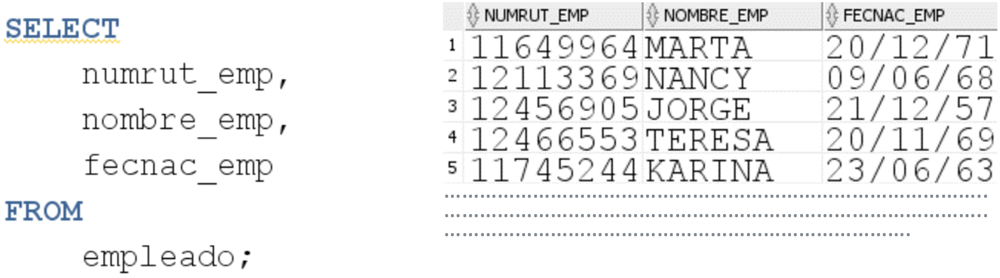 SELECT
numrut_emp,
nombre_emp,
fecnac_emp
FROM
empleado;
NUMRUT_EMP NOMBRE_EMP FECNAC_EMP
1 11649964 MARTA 20/12/71
2 12113369 NANCY 09/06/68
3 12456905 JORGE 21/12/57
4 12466553 TERESA 20/11/69
5 11745244 KARINA 23/06/63